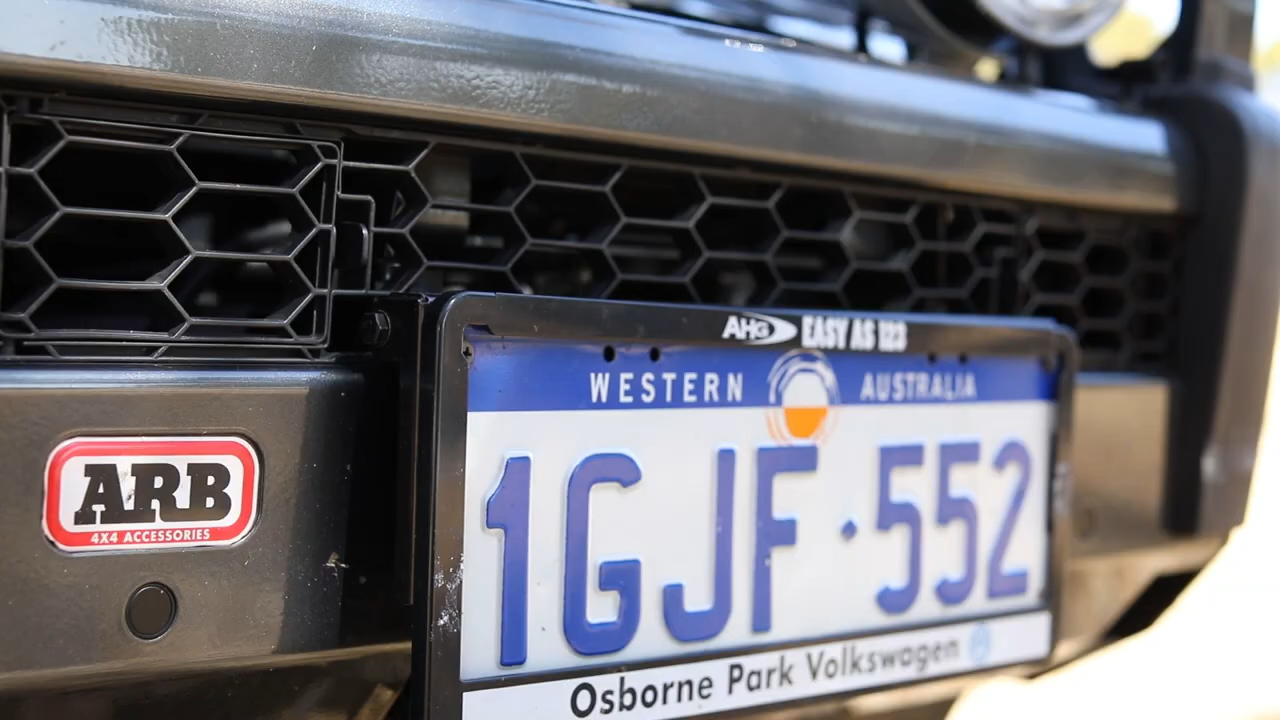 AHG EASY AS 123
WESTERN AUSTRALIA
1GJF·552
Osborne Park Volkswagen
ARB
4X4 ACCESSORIES